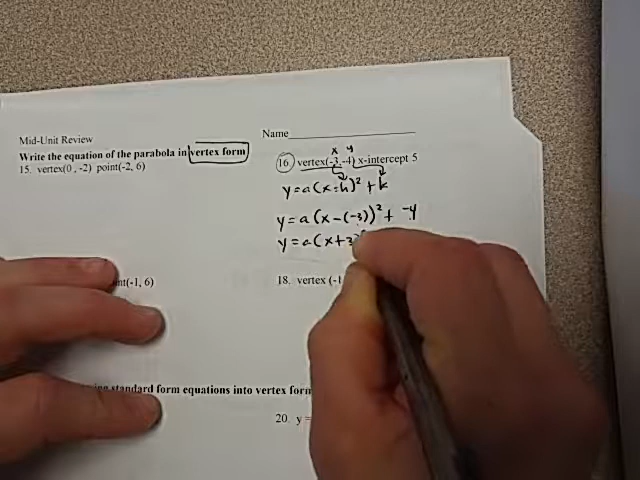 Mid-Unit Review
Name
Write the equation of the parabola in vertex form
15. vertex(0 , -2) point(-2, 6)
x y
16. vertex(-3,-4) x-intercept 5
y = a(x-h)² + k
y = a(x-(-3))² + -4
y = a(x+3)
int(-1, 6)
18. vertex (-1
ing standard form equations into vertex form
20. y =